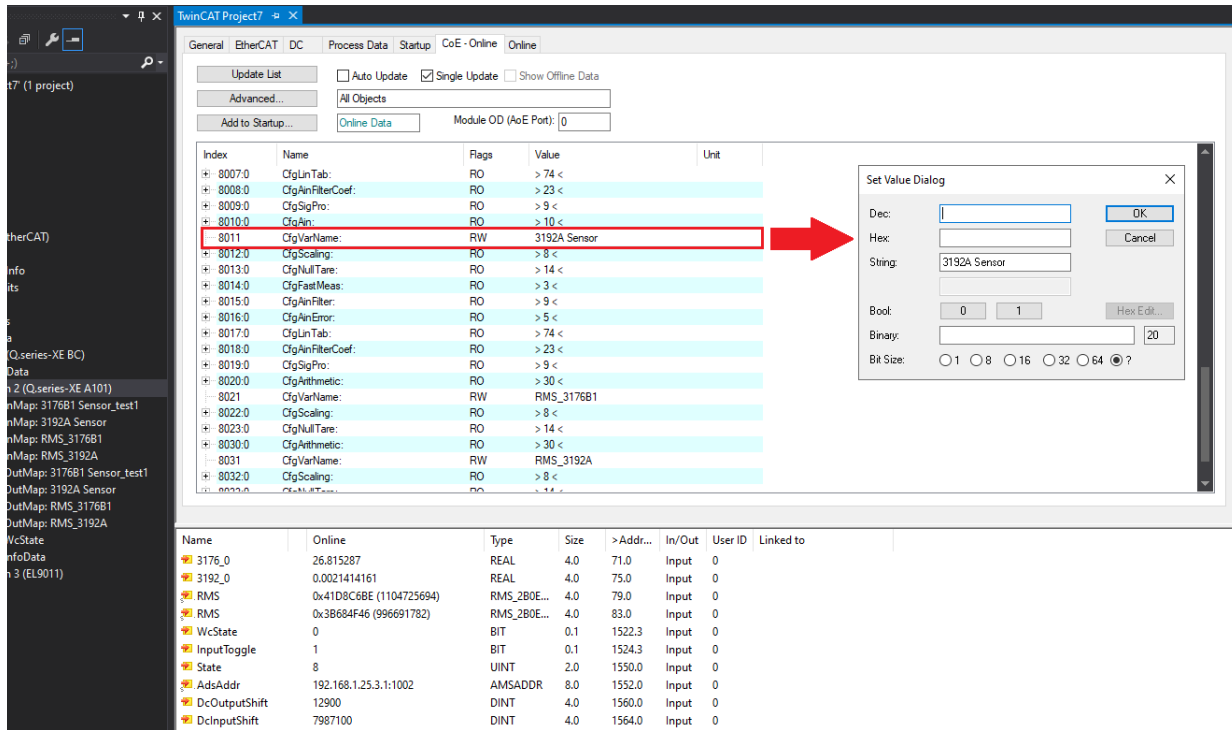 TwinCAT Project7
General EtherCAT DC Process Data Startup CoE - Online Online
Update List Auto Update Single Update Show Offline Data
Advanced... All Objects
Add to Startup... Online Data Module OD (AoE Port): 0
Index Name Flags Value Unit
8007:0 CfgLinTab: RO > 74 <
8008:0 CfgAinFilterCoef: RO > 23 <
8009:0 CfgSigPro: RO > 9 <
8010:0 CfgAin: RO > 10 <
8011 CfgVarName: RW 3192A Sensor
8012:0 CfgScaling: RO > 8 <
8013:0 CfgNullTare: RO > 14 <
8014:0 CfgFastMeas: RO > 3 <
8015:0 CfgAinFilter: RO > 9 <
8016:0 CfgAinError: RO > 5 <
8017:0 CfgLinTab: RO > 74 <
8018:0 CfgAinFilterCoef: RO > 23 <
8019:0 CfgSigPro: RO > 9 <
8020:0 CfgArithmetic: RO > 30 <
8021 CfgVarName: RW RMS_3176B1
8022:0 CfgScaling: RO > 8 <
8023:0 CfgNullTare: RO > 14 <
8030:0 CfgArithmetic: RO > 30 <
8031 CfgVarName: RW RMS_3192A
8032:0 CfgScaling: RO > 8 <
Set Value Dialog
Dec: OK
Hex: Cancel
String: 3192A Sensor
Bool: 0 1 Hex Edit...
Binary: 20
Bit Size: 1 8 16 32 64 ?
-;)
t7' (1 project)
therCAT)
nfo
its
s
a
(Q.series-XE BC)
Data
n 2 (Q.series-XE A101)
nMap: 3176B1 Sensor_test1
nMap: 3192A Sensor
nMap: RMS_3176B1
nMap: RMS_3192A
OutMap: 3176B1 Sensor_test1
OutMap: 3192A Sensor
OutMap: RMS_3176B1
OutMap: RMS_3192A
WcState
nfoData
n 3 (EL9011)
Name Online Type Size >Addr... In/Out User ID Linked to
3176_0 26.815287 REAL 4.0 71.0 Input 0
3192_0 0.0021414161 REAL 4.0 75.0 Input 0
RMS 0x41D8C6BE (1104725694) RMS_2B0E... 4.0 79.0 Input 0
RMS 0x3B684F46 (996691782) RMS_2B0E... 4.0 83.0 Input 0
WcState 0 BIT 0.1 1522.3 Input 0
InputToggle 1 BIT 0.1 1524.3 Input 0
State 8 UINT 2.0 1550.0 Input 0
AdsAddr 192.168.1.25.3.1:1002 AMSADDR 8.0 1552.0 Input 0
DcOutputShift 12900 DINT 4.0 1560.0 Input 0
DcInputShift 7987100 DINT 4.0 1564.0 Input 0